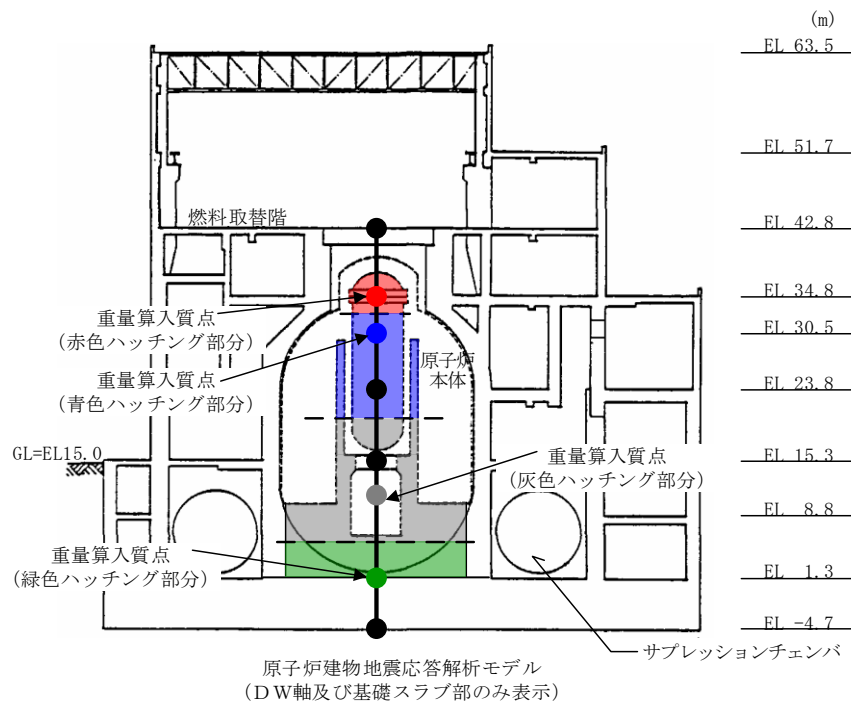 (m)
EL 63.5
EL 51.7
燃料取替階
EL 42.8
EL 34.8
重量算入質点
(赤色ハッチング部分)
EL 30.5
原子炉
本体
重量算入質点
(青色ハッチング部分)
EL 23.8
GL=EL15.0
重量算入質点
(灰色ハッチング部分)
EL 15.3
EL 8.8
重量算入質点
(緑色ハッチング部分)
EL 1.3
EL -4.7
サプレッションチェンバ
原子炉建物地震応答解析モデル
(DW軸及び基礎スラブ部のみ表示)